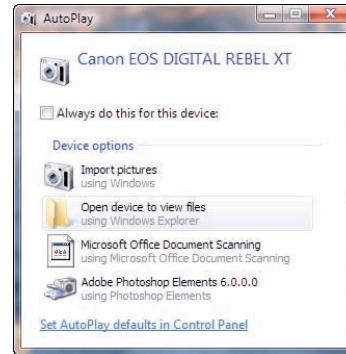 AutoPlay
Canon EOS DIGITAL REBEL XT
Always do this for this device:
Device options
Import pictures
using Windows
Open device to view files
using Windows Explorer
Microsoft Office Document Scanning
using Microsoft Office Document Scanning
Adobe Photoshop Elements 6.0.0.0
using Photoshop Elements
Set AutoPlay defaults in Control Panel